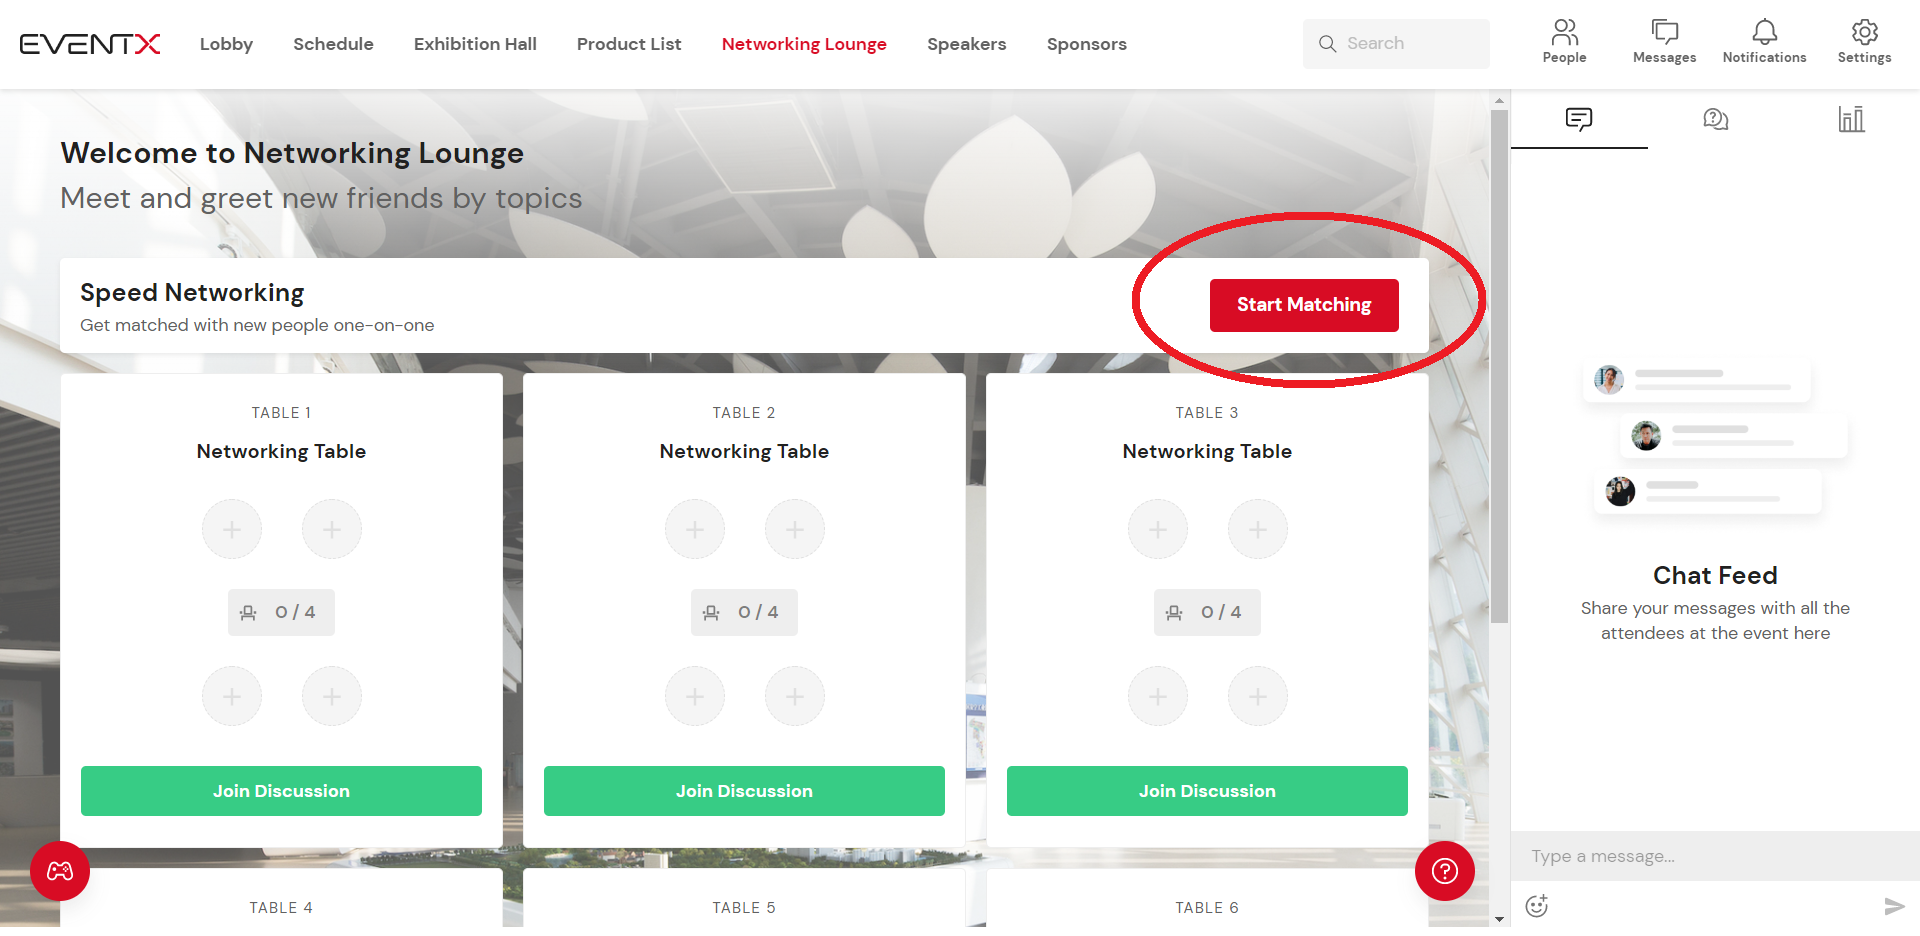 EVENTX
Lobby
Schedule
Exhibition Hall
Product List
Networking Lounge
Speakers
Sponsors
Search
People
Messages
Notifications
Settings
Welcome to Networking Lounge
Meet and greet new friends by topics
Speed Networking
Get matched with new people one-on-one
Start Matching
TABLE 1
Networking Table
0 / 4
Join Discussion
TABLE 2
Networking Table
0 / 4
Join Discussion
TABLE 3
Networking Table
0 / 4
Join Discussion
TABLE 4
TABLE 5
TABLE 6
Chat Feed
Share your messages with all the
attendees at the event here
Type a message...